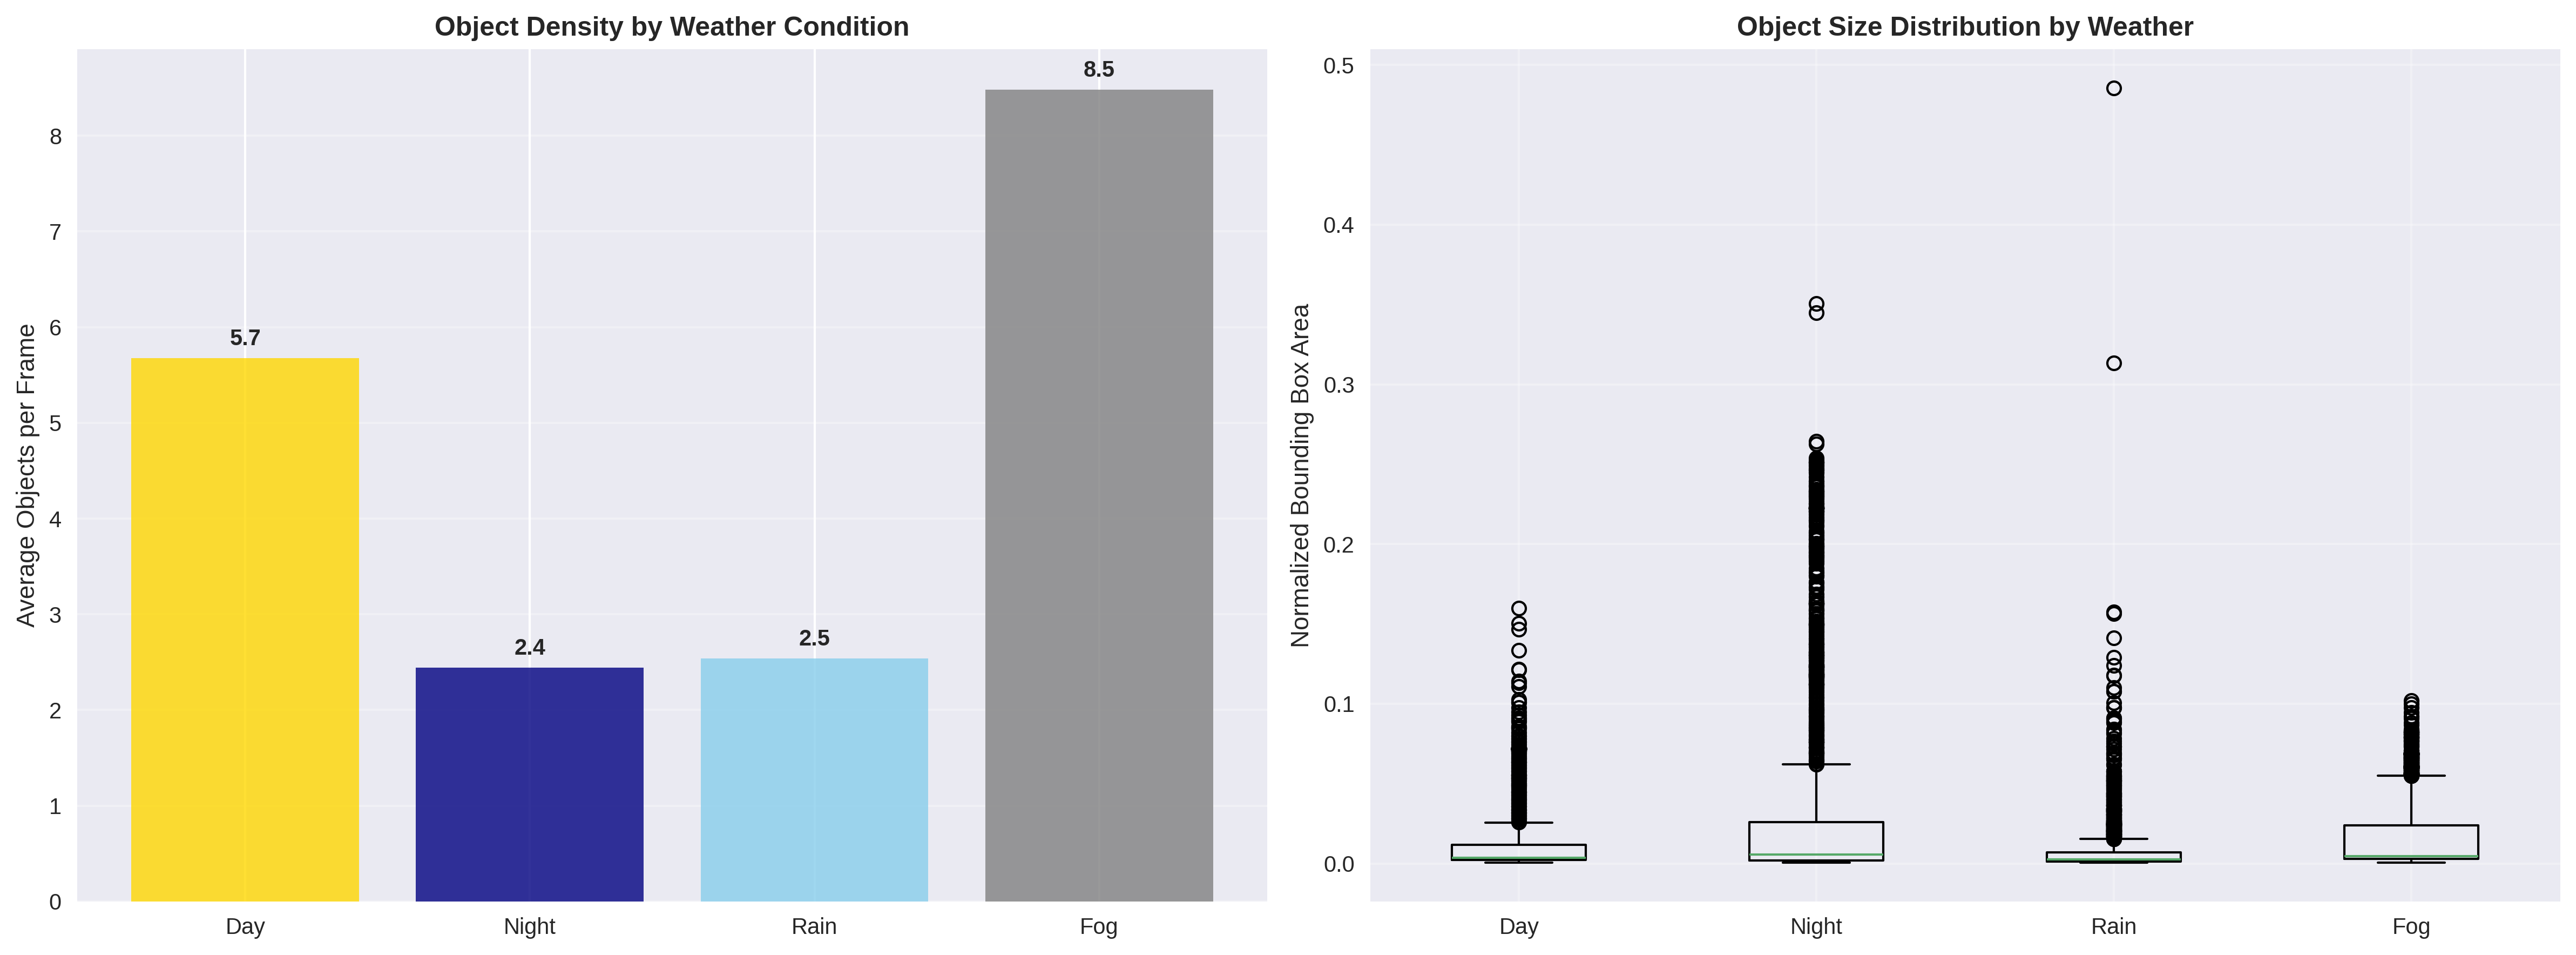 Object Density by Weather Condition
Average Objects per Frame
8
7
6
5
4
3
2
1
0
5.7
2.4
2.5
8.5
Day
Night
Rain
Fog
Object Size Distribution by Weather
Normalized Bounding Box Area
0.5
0.4
0.3
0.2
0.1
0.0
Day
Night
Rain
Fog